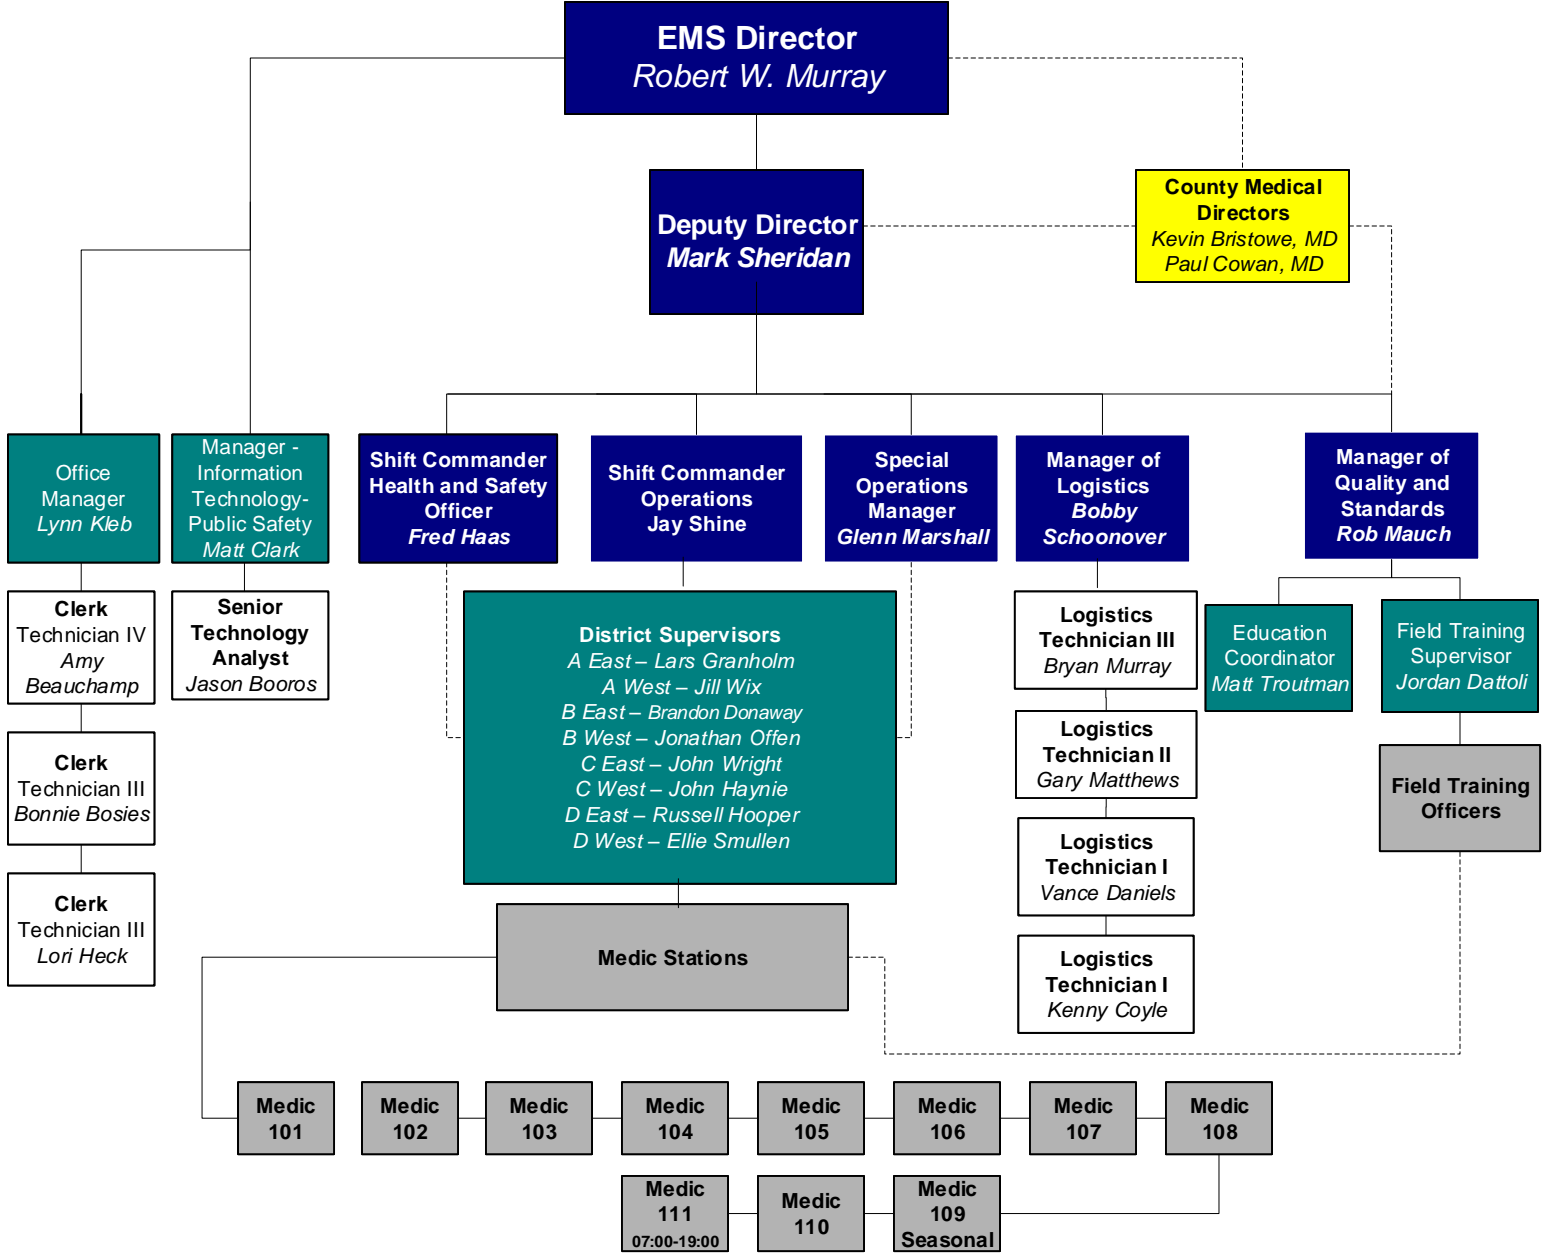 EMS Director
Robert W. Murray
Deputy Director
Mark Sheridan
County Medical
Directors
Kevin Bristowe, MD
Paul Cowan, MD
Office
Manager
Lynn Kleb
Manager -
Information
Technology-
Public Safety
Matt Clark
Shift Commander
Health and Safety
Officer
Fred Haas
Shift Commander
Operations
Jay Shine
Special
Operations
Manager
Glenn Marshall
Manager of
Logistics
Bobby
Schoonover
Manager of
Quality and
Standards
Rob Mauch
Clerk
Technician IV
Amy
Beauchamp
Senior
Technology
Analyst
Jason Booros
District Supervisors
A East – Lars Granholm
A West – Jill Wix
B East – Brandon Donaway
B West – Jonathan Offen
C East – John Wright
C West – John Haynie
D East – Russell Hooper
D West – Ellie Smullen
Logistics
Technician III
Bryan Murray
Education
Coordinator
Matt Troutman
Field Training
Supervisor
Jordan Dattoli
Clerk
Technician III
Bonnie Bosies
Logistics
Technician II
Gary Matthews
Field Training
Officers
Clerk
Technician III
Lori Heck
Logistics
Technician I
Vance Daniels
Medic Stations
Logistics
Technician I
Kenny Coyle
Medic
101
Medic
102
Medic
103
Medic
104
Medic
105
Medic
106
Medic
107
Medic
108
Medic
111
07:00-19:00
Medic
110
Medic
109
Seasonal